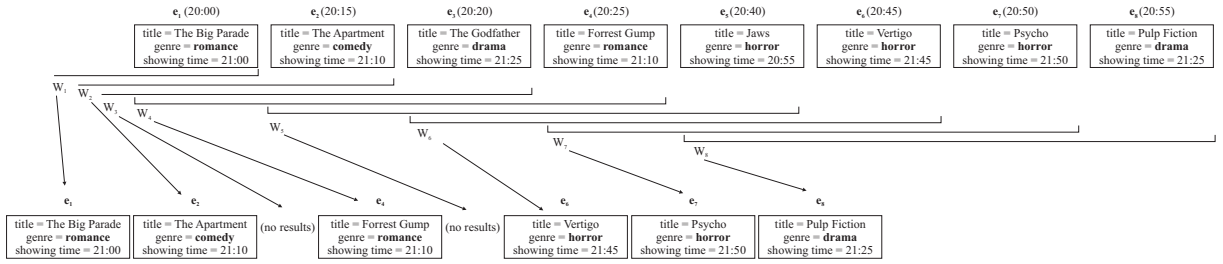 e₁ (20:00) e₂ (20:15) e₃ (20:20) e₄ (20:25) e₅ (20:40) e₆ (20:45) e₇ (20:50) e₈ (20:55)
title = The Big Parade title = The Apartment title = The Godfather title = Forrest Gump title = Jaws title = Vertigo title = Psycho title = Pulp Fiction
genre = romance genre = comedy genre = drama genre = romance genre = horror genre = horror genre = horror genre = drama
showing time = 21:00 showing time = 21:10 showing time = 21:25 showing time = 21:10 showing time = 20:55 showing time = 21:45 showing time = 21:50 showing time = 21:25
W₁ W₂ W₃ W₄
W₅ W₆ W₇ W₈
e₁ e₂ e₄ e₆ e₇ e₈
title = The Big Parade title = The Apartment (no results) title = Forrest Gump (no results) title = Vertigo title = Psycho title = Pulp Fiction
genre = romance genre = comedy genre = romance genre = horror genre = horror genre = drama
showing time = 21:00 showing time = 21:10 showing time = 21:10 showing time = 21:45 showing time = 21:50 showing time = 21:25